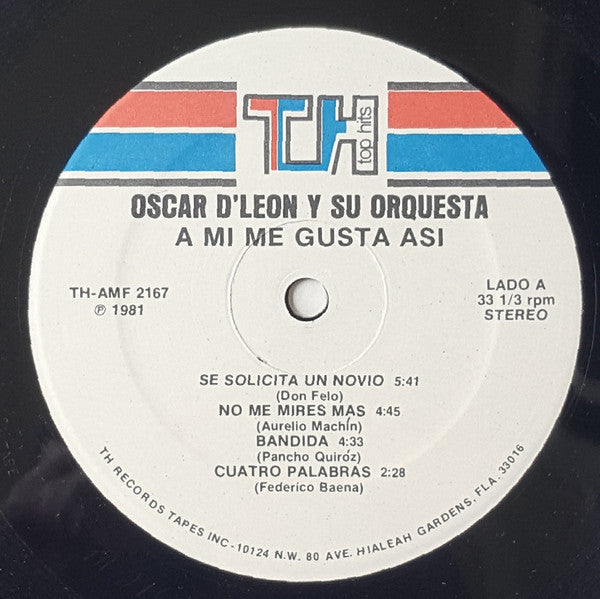 TH
top hits
OSCAR D'LEON Y SU ORQUESTA
A MI ME GUSTA ASI
TH-AMF 2167
℗ 1981
LADO A
33 1/3 rpm
STEREO
SE SOLICITA UN NOVIO 5:41
(Don Felo)
NO ME MIRES MAS 4:45
(Aurelio Machín)
BANDIDA 4:33
(Pancho Quiróz)
CUATRO PALABRAS 2:28
(Federico Baena)
TH RECORDS TAPES INC - 10124 N.W. 80 AVE. HIALEAH GARDENS, FLA. 33016